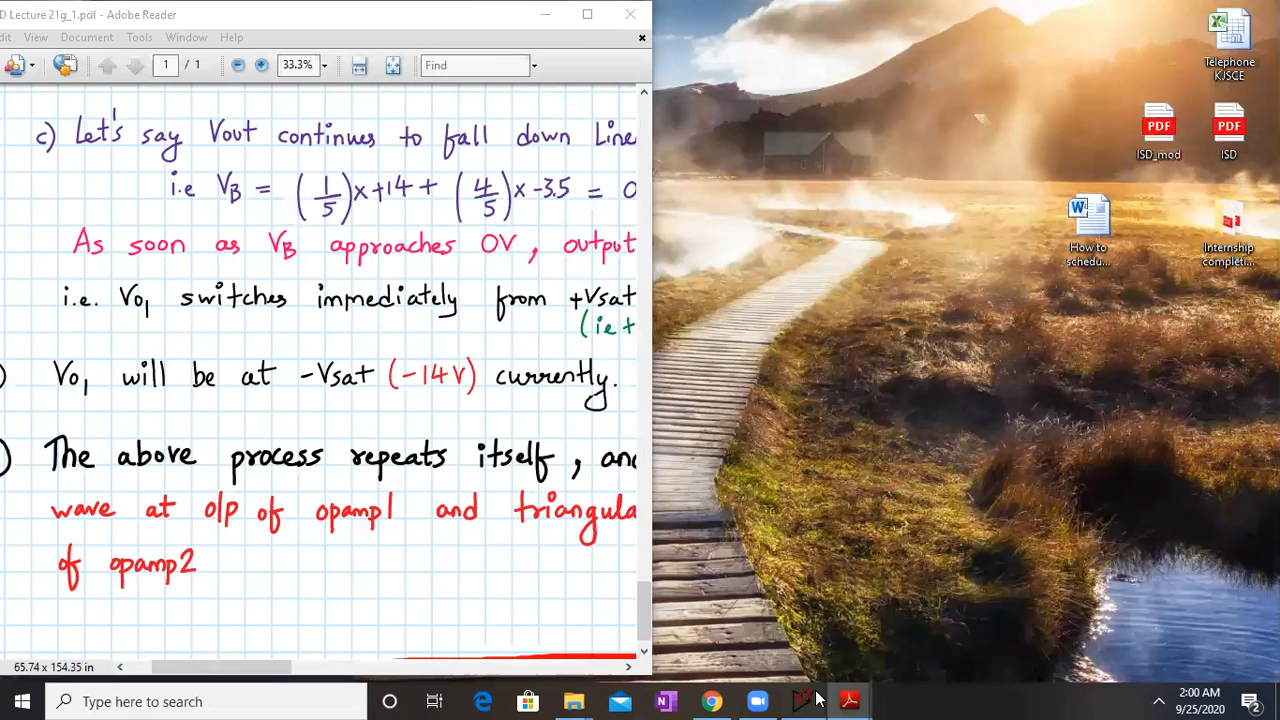 D Lecture 21g_1.pdf - Adobe Reader
dit View Document Tools Window Help
1 / 1 33.3% Find
c) Let's say Vout continues to fall down Line
i.e VB = (1/5)x+14 + (4/5)x-3.5 = 0
As soon as VB approaches 0V, output
i.e. Vo1 switches immediately from +Vsat
(ie +
) Vo1 will be at -Vsat (-14V) currently.
) The above process repeats itself, and
wave at o/p of opamp1 and triangula
of opamp2
65.74 x 154.35 in
Telephone
KJSCE
PDF
ISD_mod
PDF
ISD
How to
schedu...
Internship
completi...
Type here to search
2:00 AM
9/25/2020
2